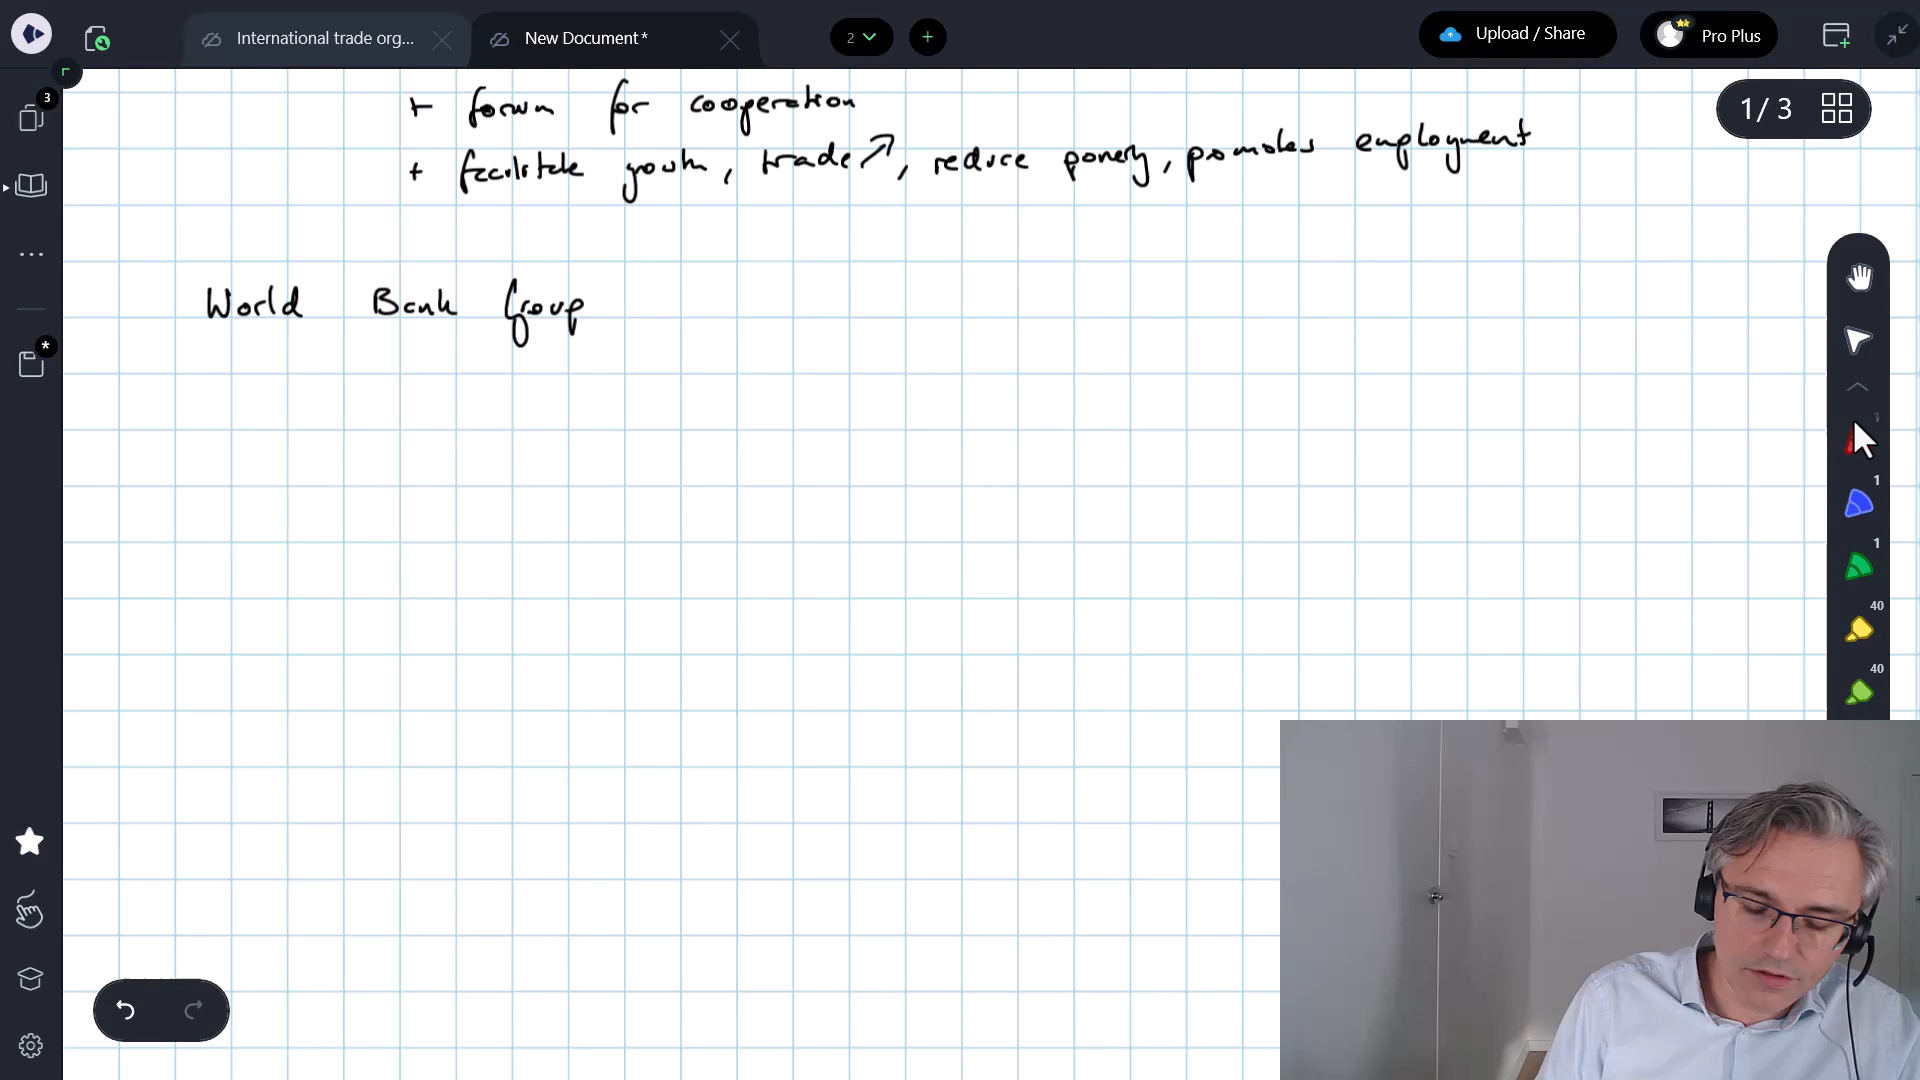 International trade org...
New Document*
2
Upload / Share
Pro Plus
3
1/ 3
+ forum for cooperation
+ facilitate growth, trade ↗, reduce poverty, promotes employment
World Bank Group
*
1
1
1
40
40